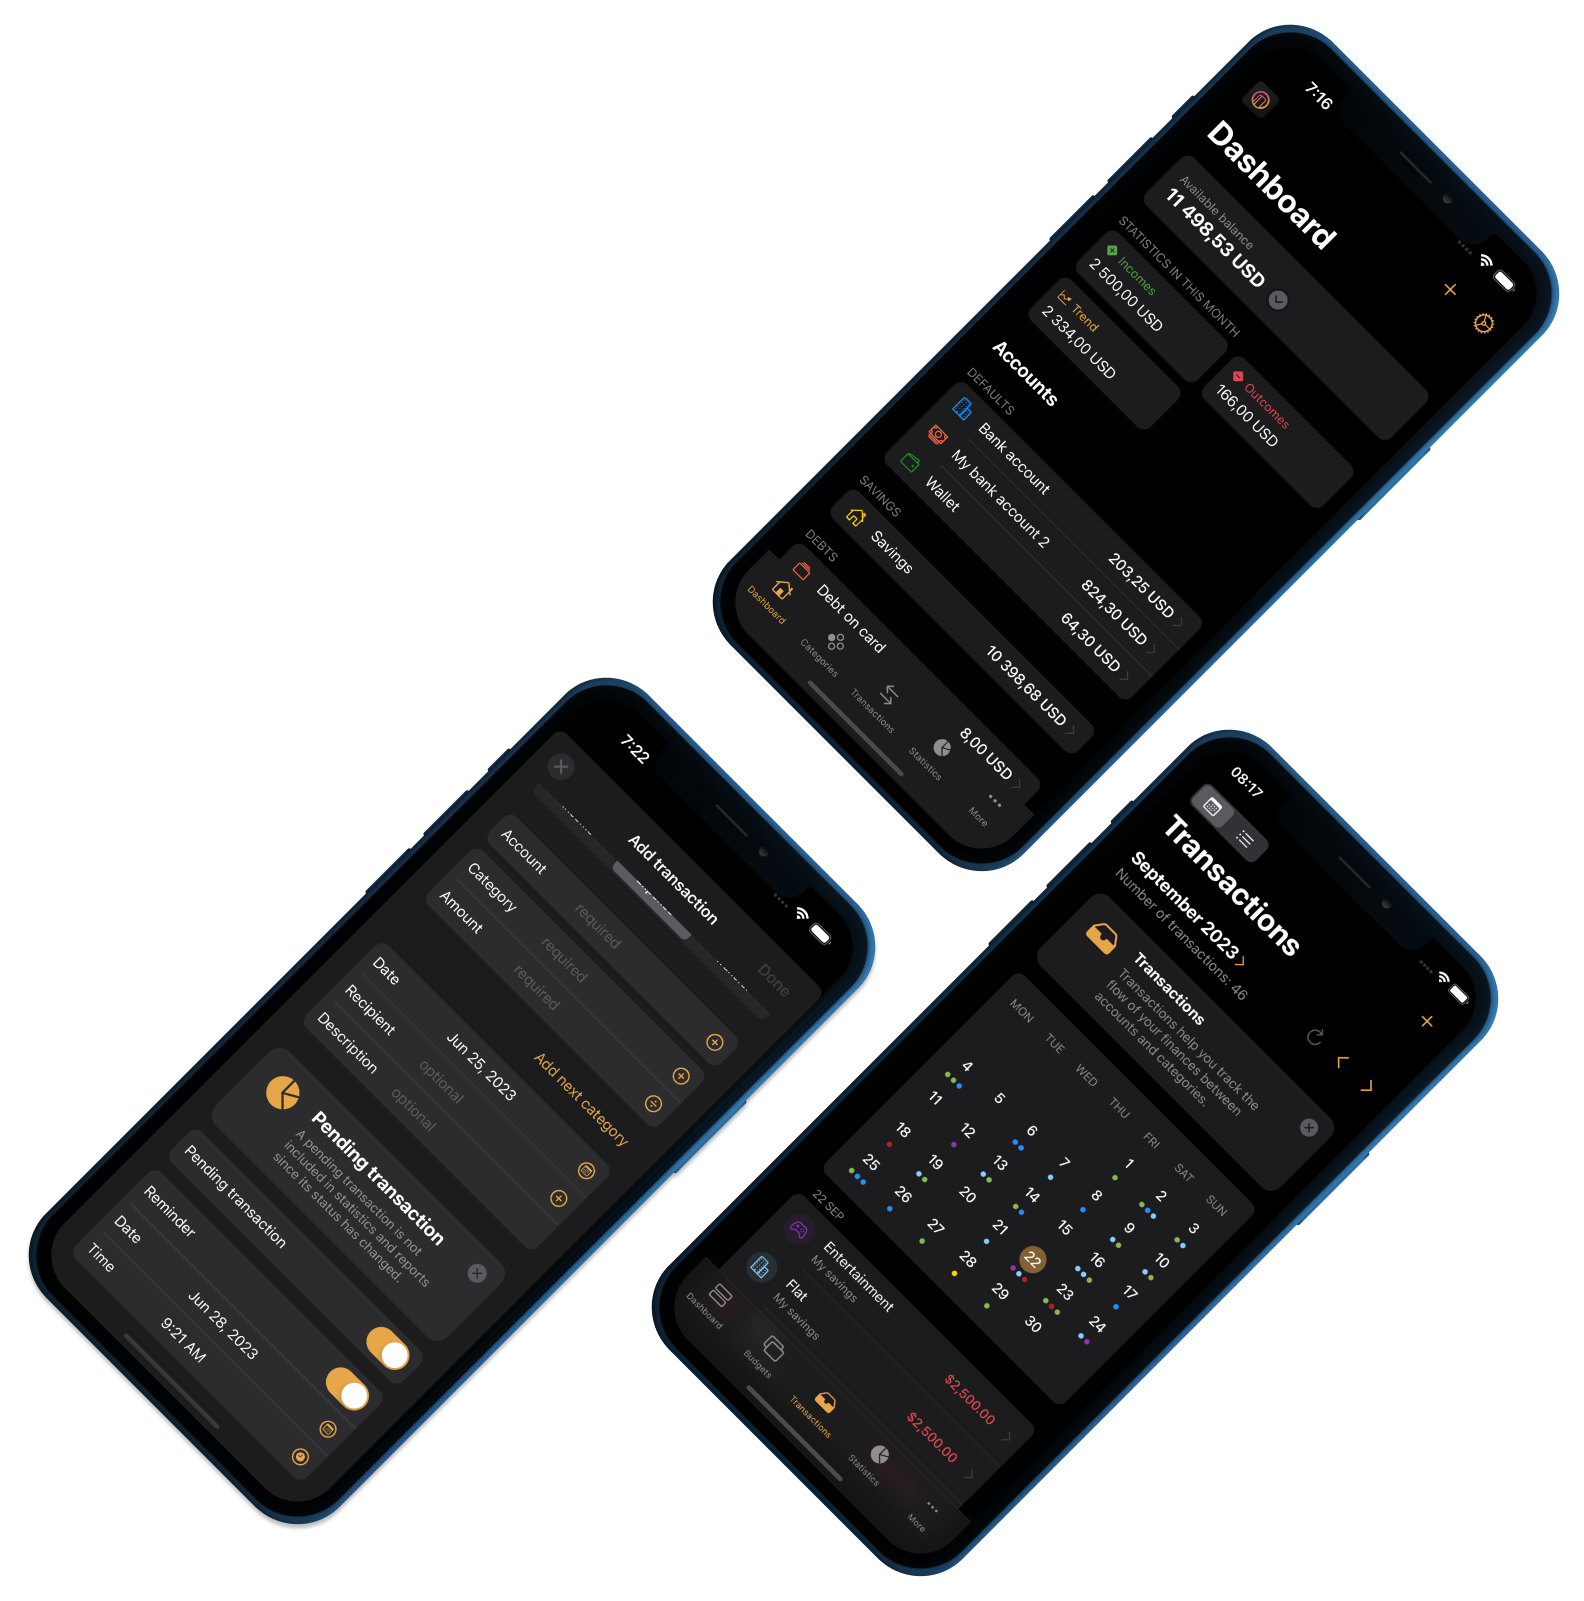 7:16
Dashboard
Available balance
11 498,53 USD
STATISTICS IN THIS MONTH
Incomes
2 500,00 USD
Outcomes
166,00 USD
Trend
2 334,00 USD
Accounts
DEFAULTS
Bank account 203,25 USD
My bank account 2 824,30 USD
Wallet 64,30 USD
SAVINGS
Savings 10 398,68 USD
DEBTS
Debt on card 8,00 USD
Dashboard Categories Transactions Statistics More
7:22
Add transaction Done
Account required
Category required
Amount required
Add next category
Date Jun 25, 2023
Recipient optional
Description optional
Pending transaction
A pending transaction is not
included in statistics and reports
since its status has changed.
Pending transaction
Reminder
Date Jun 28, 2023
Time 9:21 AM
08:17
Transactions
September 2023
Number of transactions: 46
Transactions
Transactions help you track the
flow of your finances between
accounts and categories.
MON TUE WED THU FRI SAT SUN
1 2 3
4 5 6 7 8 9 10
11 12 13 14 15 16 17
18 19 20 21 22 23 24
25 26 27 28 29 30
22 SEP
Entertainment $2,500.00
My savings
Flat $2,500.00
My savings
Dashboard Budgets Transactions Statistics More